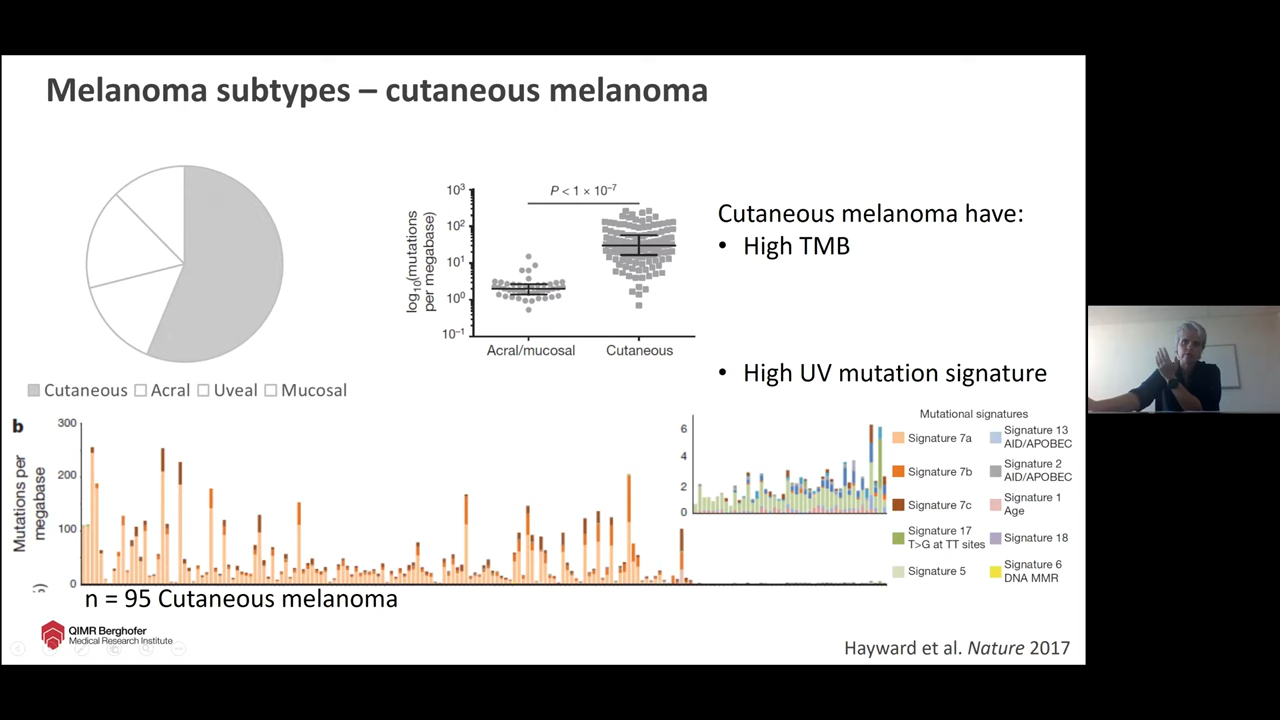 Melanoma subtypes – cutaneous melanoma
Cutaneous Acral Uveal Mucosal
log10(mutations
per megabase)
10³
10²
10¹
10⁰
10⁻¹
P < 1 × 10⁻⁷
Acral/mucosal Cutaneous
Cutaneous melanoma have:
• High TMB
• High UV mutation signature
b
Mutations per
megabase
300
200
100
0
6
4
2
0
Mutational signatures
Signature 7a
Signature 7b
Signature 7c
Signature 17
T>G at TT sites
Signature 5
Signature 13
AID/APOBEC
Signature 2
AID/APOBEC
Signature 1
Age
Signature 18
Signature 6
DNA MMR
n = 95 Cutaneous melanoma
QIMR Berghofer
Medical Research Institute
Hayward et al. Nature 2017